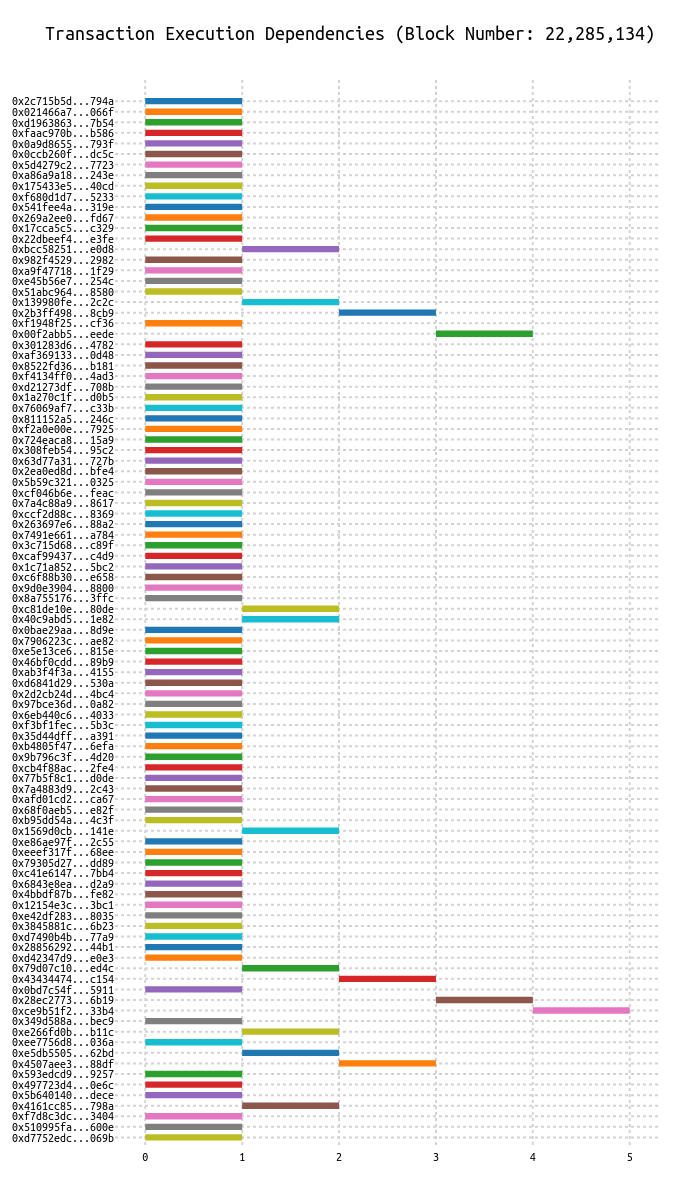 Transaction Execution Dependencies (Block Number: 22,285,134)
0x2c715b5d...794a
0x021466a7...066f
0xd1963863...7b54
0xfaac970b...b586
0x0a9d8655...793f
0x0ccb260f...dc5c
0x5d4279c2...7723
0xa86a9a18...243e
0x175433e5...40cd
0xf680d1d7...5233
0x541fee4a...319e
0x269a2ee0...fd67
0x17cca5c5...c329
0x22dbeef4...e3fe
0xbcc58251...e0d8
0x982f4529...2982
0xa9f47718...1f29
0xe45b56e7...254c
0x51abc964...8580
0x139980fe...2c2c
0x2b3ff498...8cb9
0xf1948f25...cf36
0x00f2abb5...eede
0x301283d6...4782
0xaf369133...0d48
0x8522fd36...b181
0xf4134ff0...4ad3
0xd21273df...708b
0x1a270c1f...d0b5
0x76069af7...c33b
0x811152a5...246c
0xf2a0e00e...7925
0x724eaca8...15a9
0x308feb54...95c2
0x63d77a31...727b
0x2ea0ed8d...bfe4
0x5b59c321...0325
0xcf046b6e...feac
0x7a4c88a9...8617
0xccf2d88c...8369
0x263697e6...88a2
0x7491e661...a784
0x3c715d68...c89f
0xcaf99437...c4d9
0x1c71a852...5bc2
0xc6f88b30...e658
0x9d0e3904...8800
0x8a755176...3ffc
0xc81de10e...80de
0x40c9abd5...1e82
0x0bae29aa...8d9e
0x7906223c...ae82
0xe5e13ce6...815e
0x46bf0cdd...89b9
0xab3f4f3a...4155
0xd6841d29...530a
0x2d2cb24d...4bc4
0x97bce36d...0a82
0x6eb440c6...4033
0xf3bf1fec...5b3c
0x35d44dff...a391
0xb4805f47...6efa
0x9b796c3f...4d20
0xcb4f88ac...2fe4
0x77b5f8c1...d0de
0x7a4883d9...2c43
0xafd01cd2...ca67
0x68f0aeb5...e82f
0xb95dd54a...4c3f
0x1569d0cb...141e
0xe86ae97f...2c55
0xeeef317f...68ee
0x79305d27...dd89
0xc41e6147...7bb4
0x6843e8ea...d2a9
0x4bbdf87b...fe82
0x12154e3c...3bc1
0xe42df283...8035
0x3845881c...6b23
0xd7490b4b...77a9
0x28856292...44b1
0xd42347d9...e0e3
0x79d07c10...ed4c
0x43434474...c154
0x0bd7c54f...5911
0x28ec2773...6b19
0xce9b51f2...33b4
0x349d588a...bec9
0xe266fd0b...b11c
0xee7756d8...036a
0xe5db5505...62bd
0x4507aee3...88df
0x593edcd9...9257
0x497723d4...0e6c
0x5b640140...dece
0x4161cc85...798a
0xf7d8c3dc...3404
0x510995fa...600e
0xd7752edc...069b
0 1 2 3 4 5